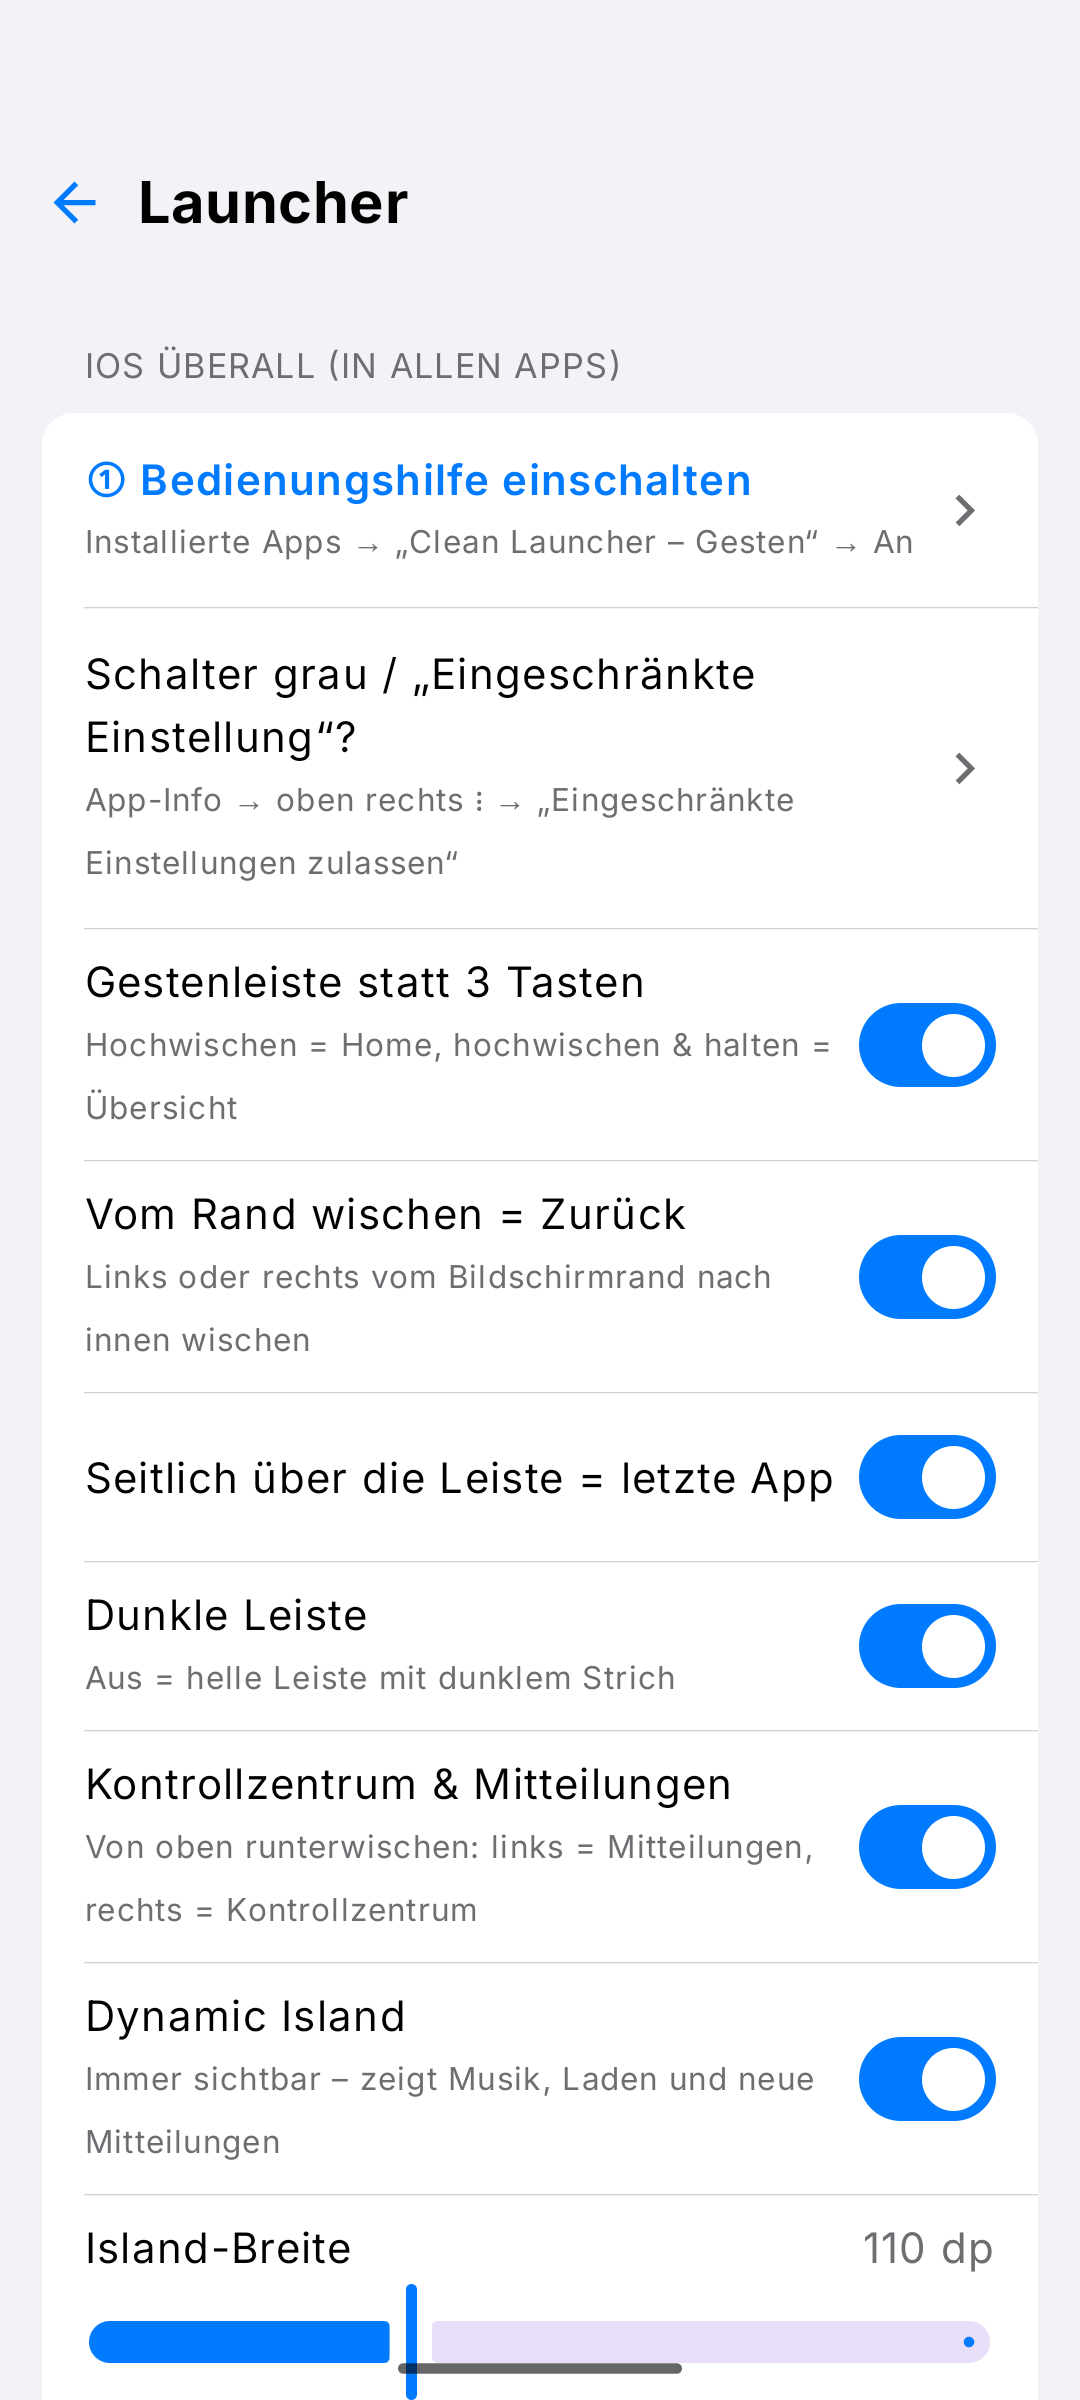 Launcher
IOS ÜBERALL (IN ALLEN APPS)
① Bedienungshilfe einschalten
Installierte Apps → „Clean Launcher – Gesten“ → An
Schalter grau / „Eingeschränkte
Einstellung“?
App-Info → oben rechts ⋮ → „Eingeschränkte
Einstellungen zulassen“
Gestenleiste statt 3 Tasten
Hochwischen = Home, hochwischen & halten =
Übersicht
Vom Rand wischen = Zurück
Links oder rechts vom Bildschirmrand nach
innen wischen
Seitlich über die Leiste = letzte App
Dunkle Leiste
Aus = helle Leiste mit dunklem Strich
Kontrollzentrum & Mitteilungen
Von oben runterwischen: links = Mitteilungen,
rechts = Kontrollzentrum
Dynamic Island
Immer sichtbar – zeigt Musik, Laden und neue
Mitteilungen
Island-Breite 110 dp